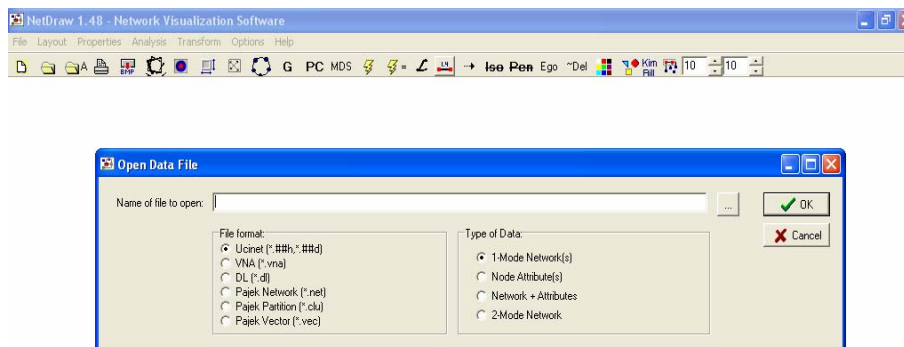 NetDraw 1.48 - Network Visualization Software
File Layout Properties Analysis Transform Options Help
A BMP G PC MDS = L Iso Pen Ego ~Del Kim Rill 10 10
Open Data File
Name of file to open: ... OK
Cancel
File format:
Ucinet (*.##h,*.##d)
VNA (*.vna)
DL (*.dl)
Pajek Network (*.net)
Pajek Partition (*.clu)
Pajek Vector (*.vec)
Type of Data:
1-Mode Network(s)
Node Attribute(s)
Network + Attributes
2-Mode Network